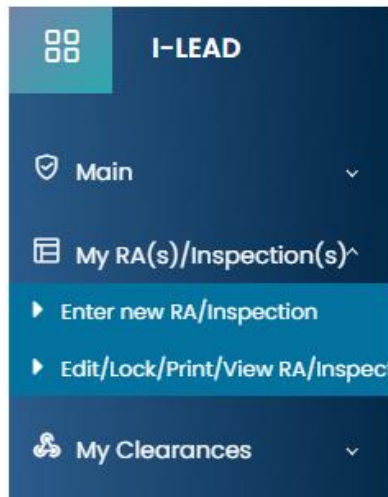 I-LEAD
Main
My RA(s)/Inspection(s)
Enter new RA/Inspection
Edit/Lock/Print/View RA/Inspec
My Clearances